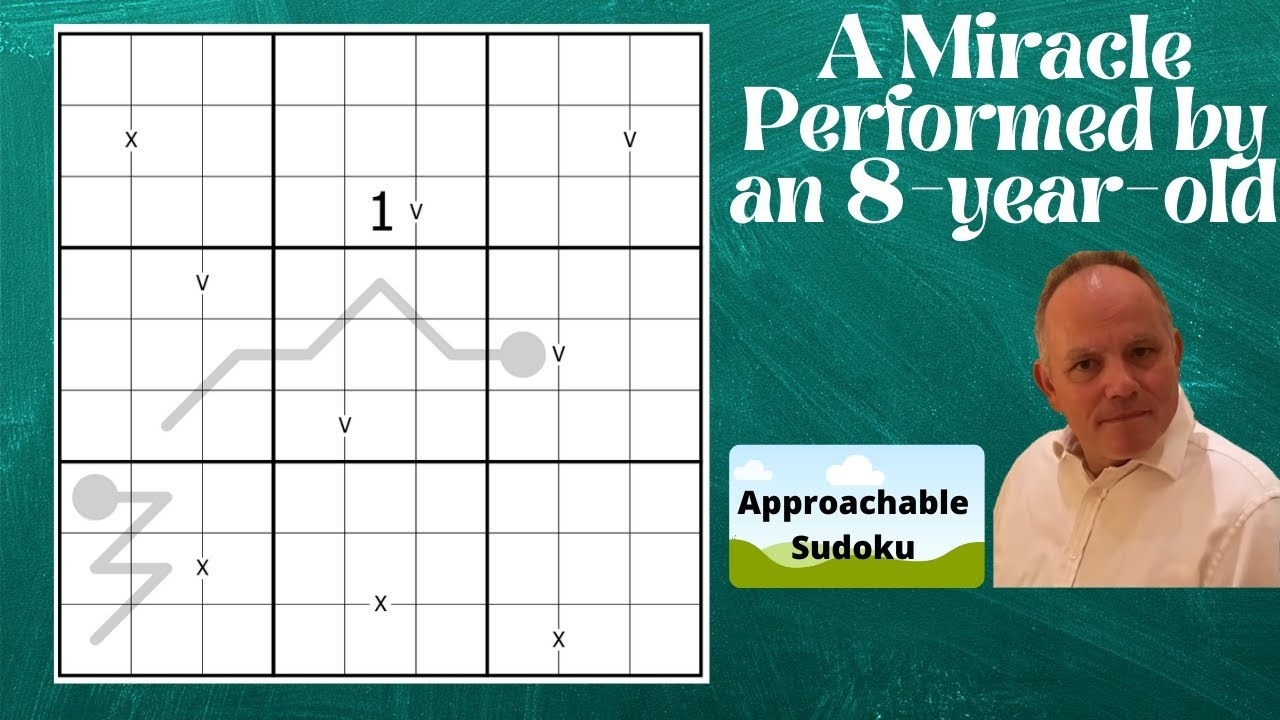 A Miracle
Performed by
an 8-year-old
X
V
1 V
V
V
V
X
X
X
Approachable
Sudoku